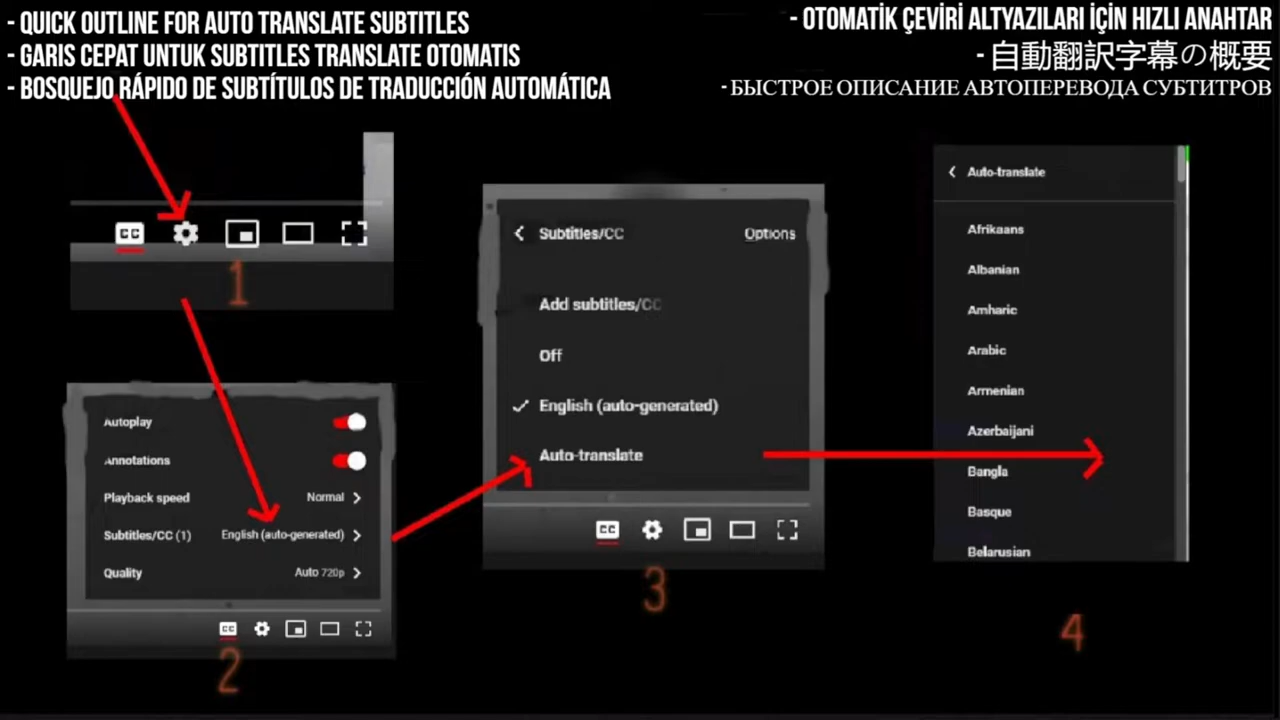 - QUICK OUTLINE FOR AUTO TRANSLATE SUBTITLES
- GARIS CEPAT UNTUK SUBTITLES TRANSLATE OTOMATIS
- BOSQUEJO RÁPIDO DE SUBTÍTULOS DE TRADUCCIÓN AUTOMÁTICA
- OTOMATİK ÇEVİRİ ALTYAZILARI İÇİN HIZLI ANAHTAR
- 自動翻訳字幕の概要
- БЫСТРОЕ ОПИСАНИЕ АВТОПЕРЕВОДА СУБТИТРОВ
CC
1
Autoplay
Annotations
Playback speed Normal
Subtitles/CC (1) English (auto-generated)
Quality Auto 720p
CC
2
Subtitles/CC Options
Add subtitles/CC
Off
English (auto-generated)
Auto-translate
CC
3
Auto-translate
Afrikaans
Albanian
Amharic
Arabic
Armenian
Azerbaijani
Bangla
Basque
Belarusian
4